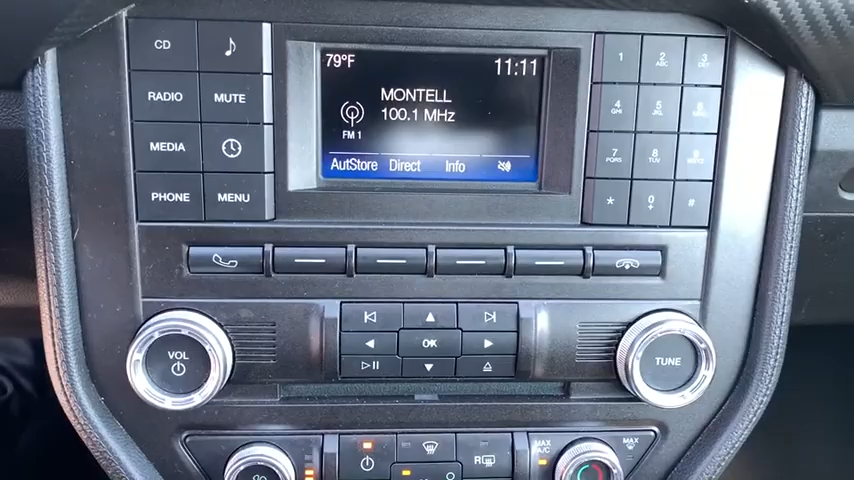 CD
RADIO MUTE
MEDIA
PHONE MENU
79°F 11:11
MONTELL
100.1 MHz
FM 1
AutoStore Direct Info
1 2 ABC 3 DEF
4 GHI 5 JKL 6 MNO
7 PQRS 8 TUV 9 WXYZ
* 0 + #
VOL
OK
TUNE
R
MAX A/C
MAX